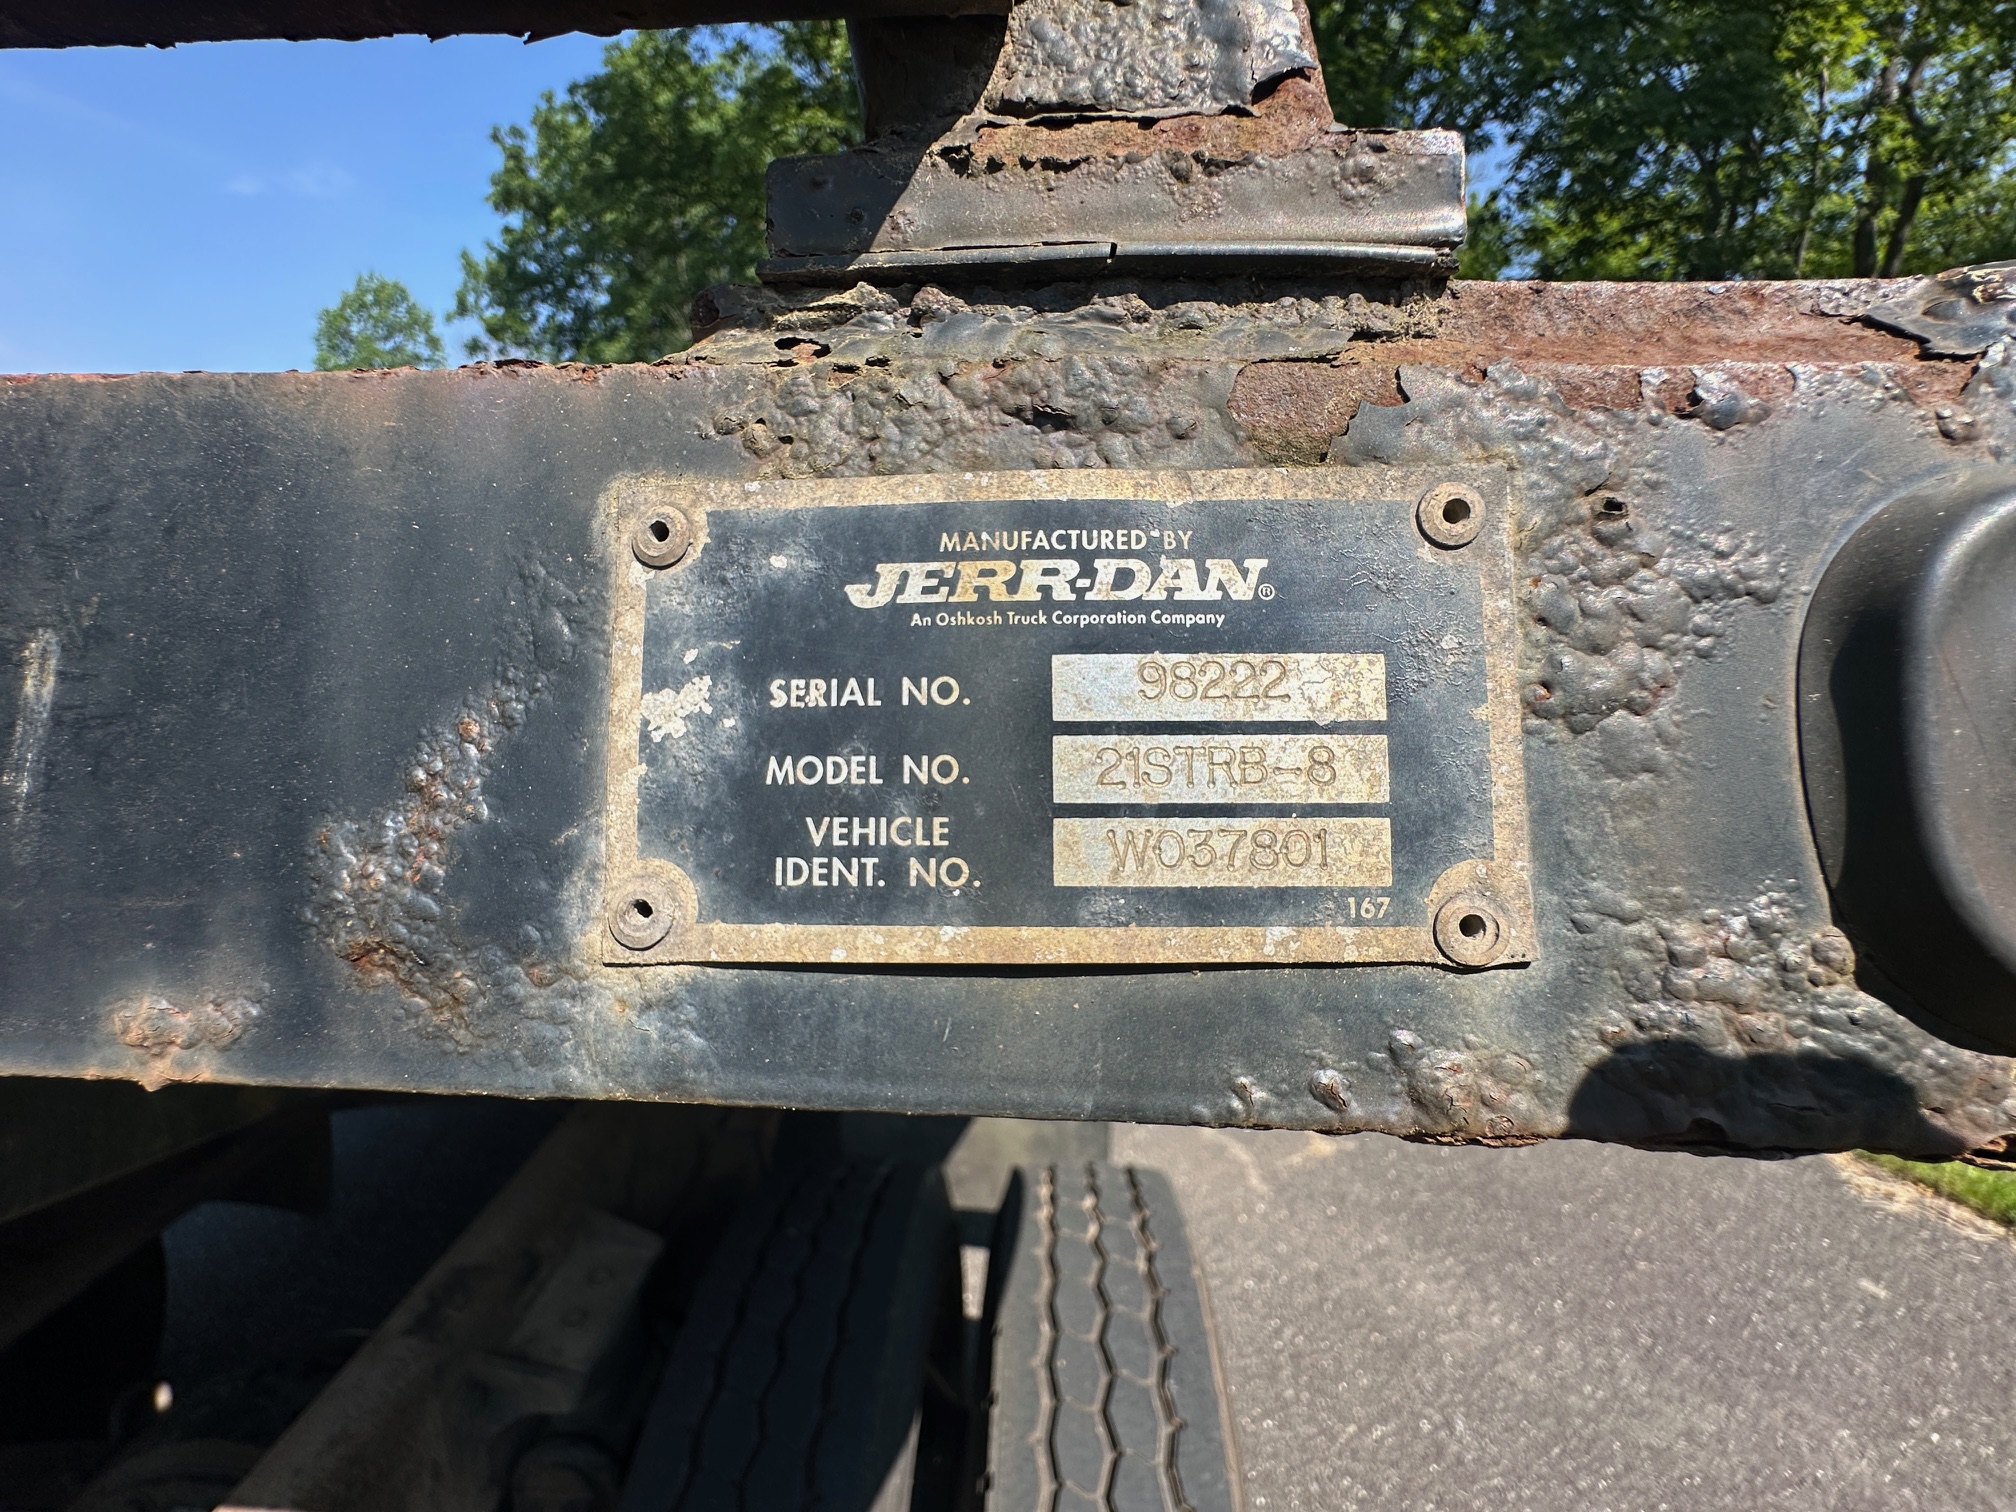 MANUFACTURED BY
JERR-DAN®
An Oshkosh Truck Corporation Company
SERIAL NO. 98222
MODEL NO. 21STRB-8
VEHICLE
IDENT. NO. W037801
167